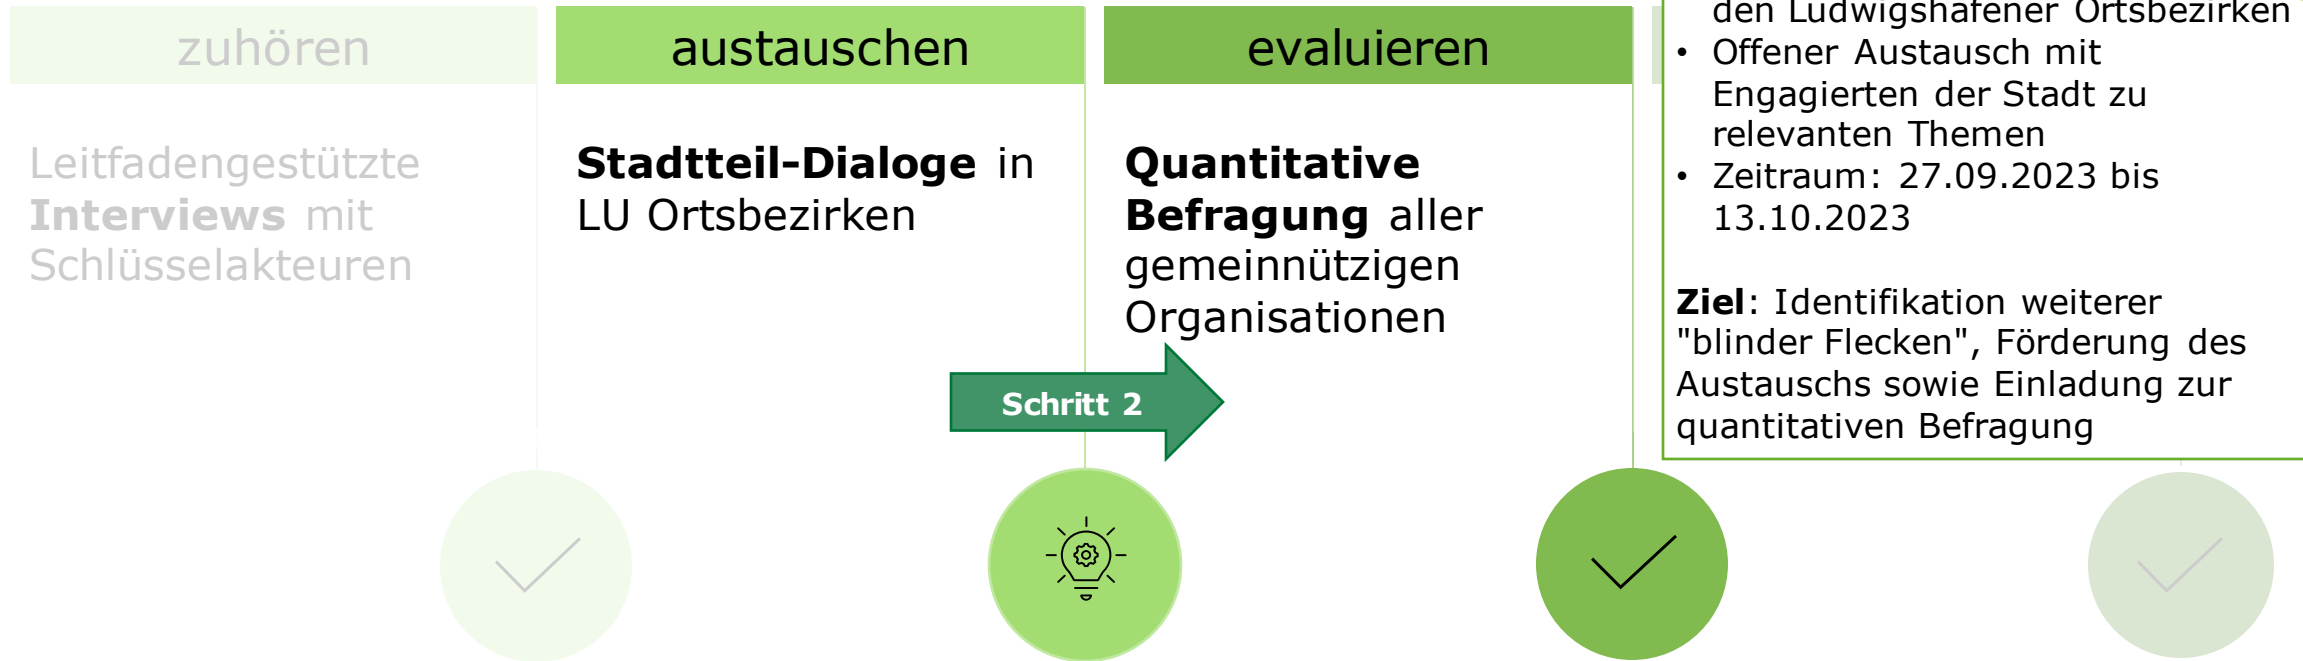 zuhören
Leitfadengestützte
Interviews mit
Schlüsselakteuren
austauschen
Stadtteil-Dialoge in
LU Ortsbezirken
evaluieren
Quantitative
Befragung aller
gemeinnützigen
Organisationen
Schritt 2
den Ludwigshafener Ortsbezirken
• Offener Austausch mit
Engagierten der Stadt zu
relevanten Themen
• Zeitraum: 27.09.2023 bis
13.10.2023
Ziel: Identifikation weiterer
"blinder Flecken", Förderung des
Austauschs sowie Einladung zur
quantitativen Befragung